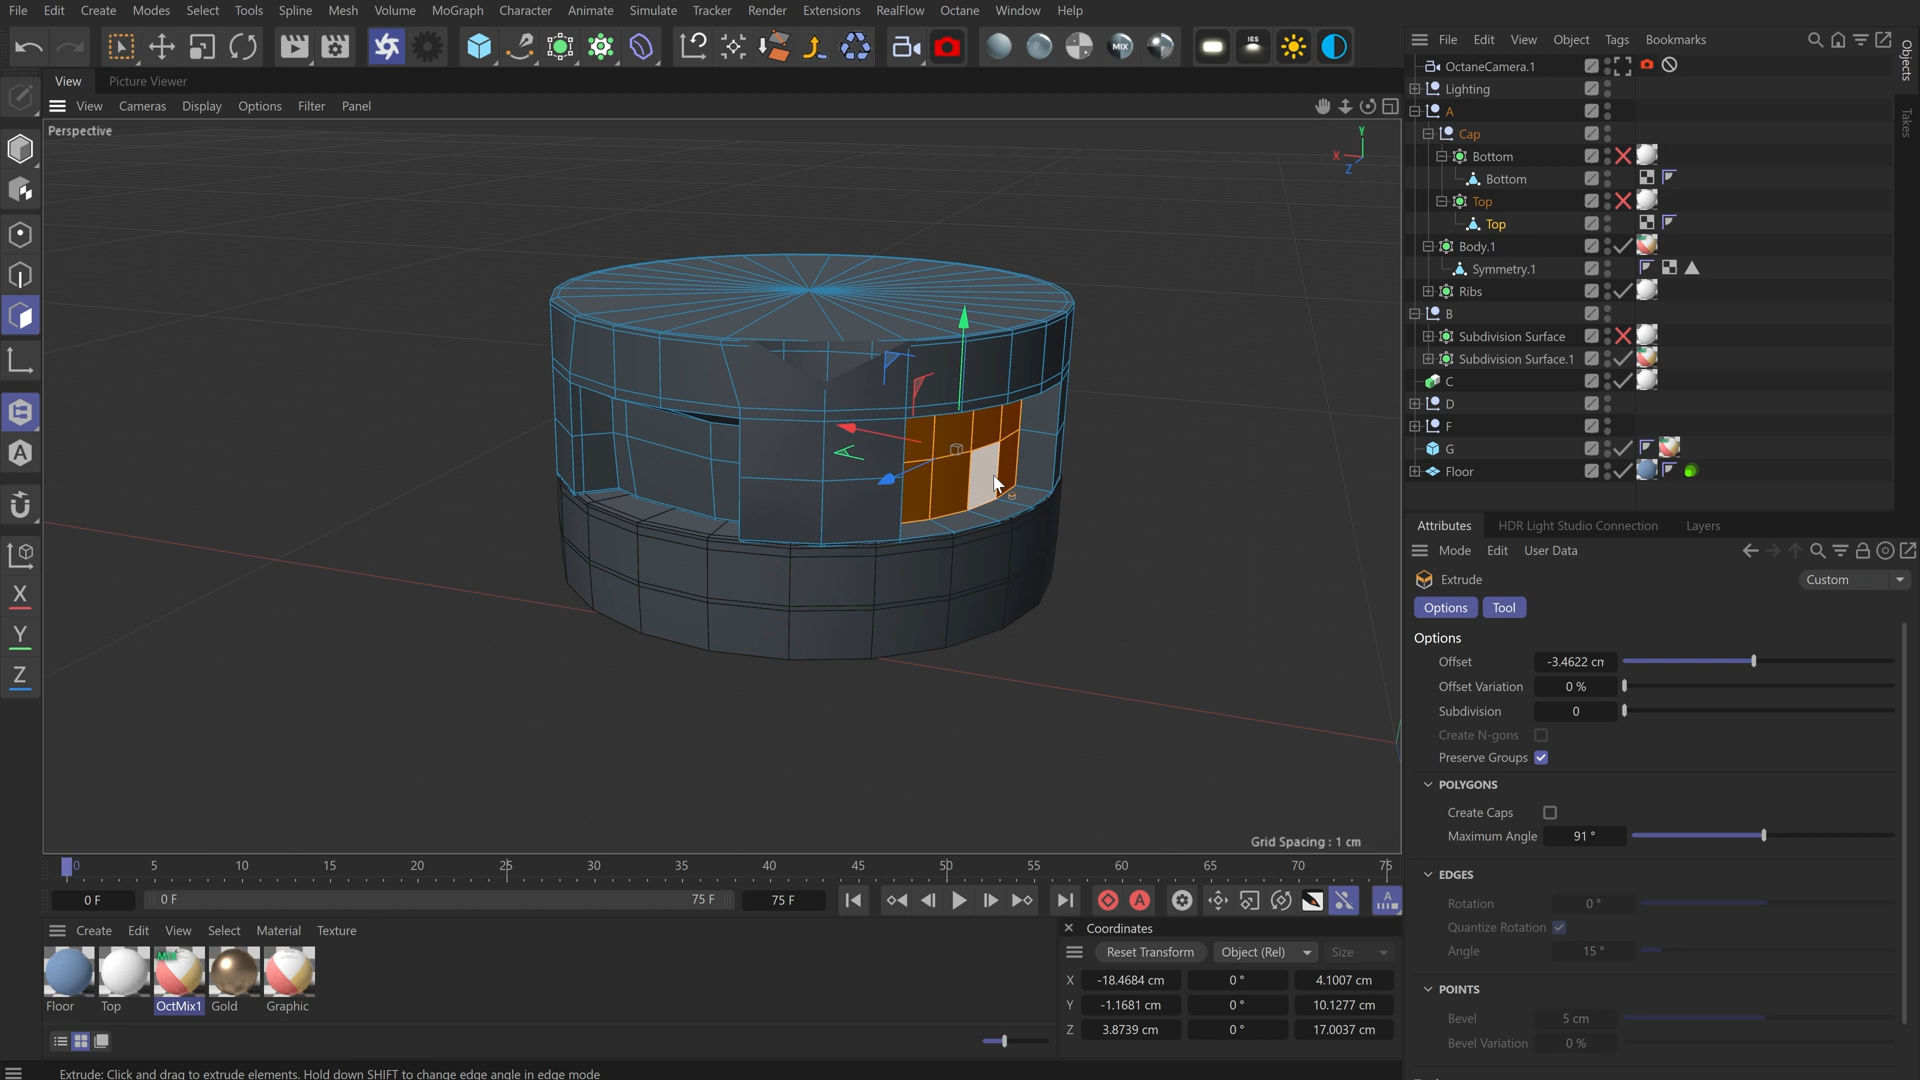 File Edit Create Modes Select Tools Spline Mesh Volume MoGraph Character Animate Simulate Tracker Render Extensions RealFlow Octane Window Help
File Edit View Object Tags Bookmarks
MIX
IES
View Picture Viewer
View Cameras Display Options Filter Panel
Perspective
Y
X
Z
OctaneCamera.1
Lighting
A
Cap
Bottom
Bottom
Top
Top
Body.1
Symmetry.1
Ribs
B
Subdivision Surface
Subdivision Surface.1
C
D
F
G
Floor
Objects
Takes
X
Y
Z
Attributes HDR Light Studio Connection Layers
Mode Edit User Data
Extrude Custom
Options Tool
Options
Offset -3.4622 cm
Offset Variation 0 %
Subdivision 0
Create N-gons
Preserve Groups
POLYGONS
Create Caps
Maximum Angle 91 °
EDGES
Rotation 0 °
Quantize Rotation
Angle 15 °
POINTS
Bevel 5 cm
Bevel Variation 0 %
Grid Spacing : 1 cm
0 5 10 15 20 25 30 35 40 45 50 55 60 65 70 75
0 F 0 F 75 F 75 F
Create Edit View Select Material Texture
MIX
Floor Top OctMix1 Gold Graphic
Coordinates
Reset Transform Object (Rel) Size
X -18.4684 cm 0 ° 4.1007 cm
Y -1.1681 cm 0 ° 10.1277 cm
Z 3.8739 cm 0 ° 17.0037 cm
Extrude: Click and drag to extrude elements. Hold down SHIFT to change edge angle in edge mode